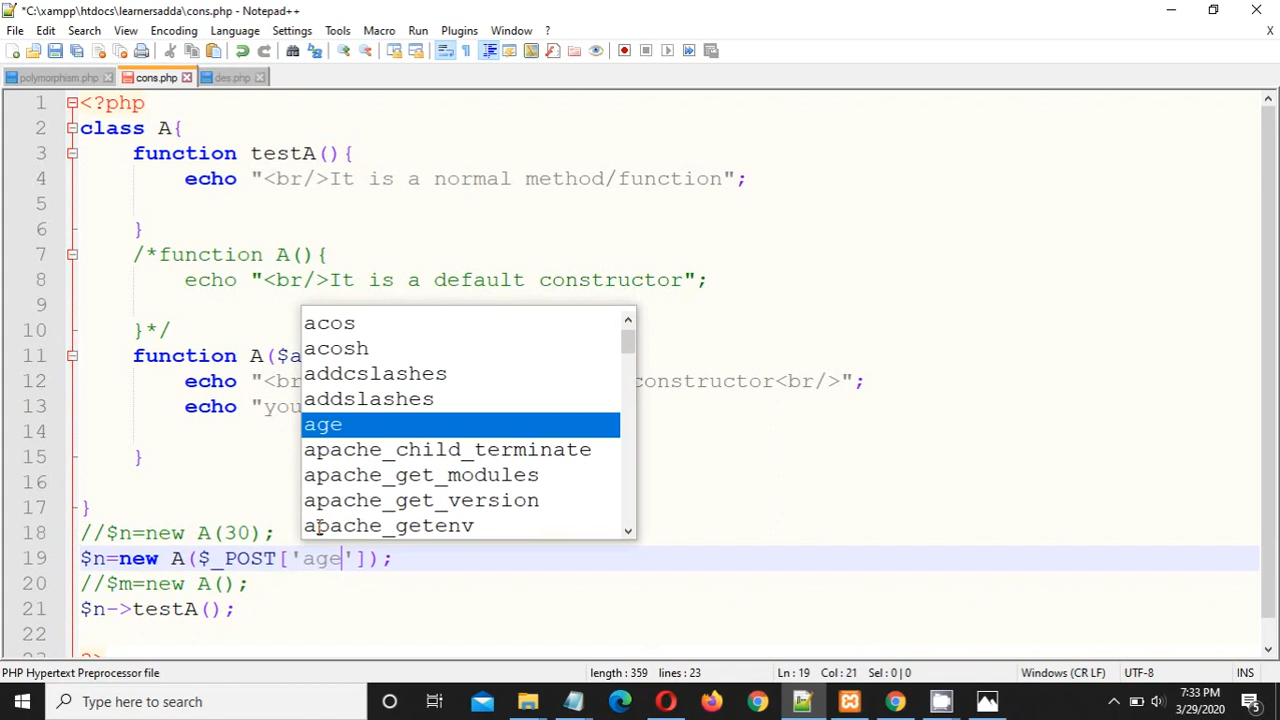 *C:\xampp\htdocs\learnersadda\cons.php - Notepad++
File Edit Search View Encoding Language Settings Tools Macro Run Plugins Window ? X
polymorphism.php cons.php des.php
1 <?php
2 class A{
3 function testA(){
4 echo "<br/>It is a normal method/function";
5
6 }
7 /*function A(){
8 echo "<br/>It is a default constructor";
9
10 }*/
11 function A($a
12 echo "<br constructor<br/>";
13 echo "you
14
15 }
16
17 }
18 //$n=new A(30);
19 $n=new A($_POST['age']);
20 //$m=new A();
21 $n->testA();
22
23 ?>
acos
acosh
addcslashes
addslashes
age
apache_child_terminate
apache_get_modules
apache_get_version
apache_getenv
PHP Hypertext Preprocessor file length : 359 lines : 23 Ln : 19 Col : 21 Sel : 0 | 0 Windows (CR LF) UTF-8 INS
Type here to search
7:33 PM
3/29/2020
5